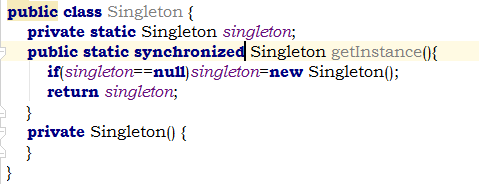 public class Singleton {
private static Singleton singleton;
public static synchronized Singleton getInstance(){
if(singleton==null)singleton=new Singleton();
return singleton;
}
private Singleton() {
}
}